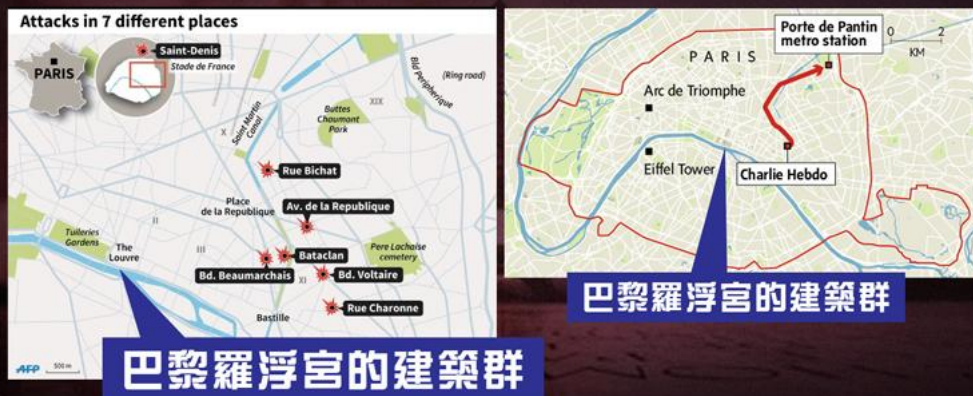 Attacks in 7 different places
PARIS
Saint-Denis
Stade de France
Saint Martin
Canal
X
Buttes
Chaumont
Park
XIX
Bld Peripherique
(Ring road)
Rue Bichat
Place
de la Republique
Av. de la Republique
II
III
Tuileries
Gardens
The
Louvre
Bataclan
Bd. Beaumarchais
XI
Bd. Voltaire
Pere Lachaise
cemetery
Rue Charonne
Bastille
AFP
500 m
巴黎羅浮宮的建築群
Porte de Pantin
metro station
0 2
KM
PARIS
Arc de Triomphe
Eiffel Tower
Charlie Hebdo
巴黎羅浮宮的建築群